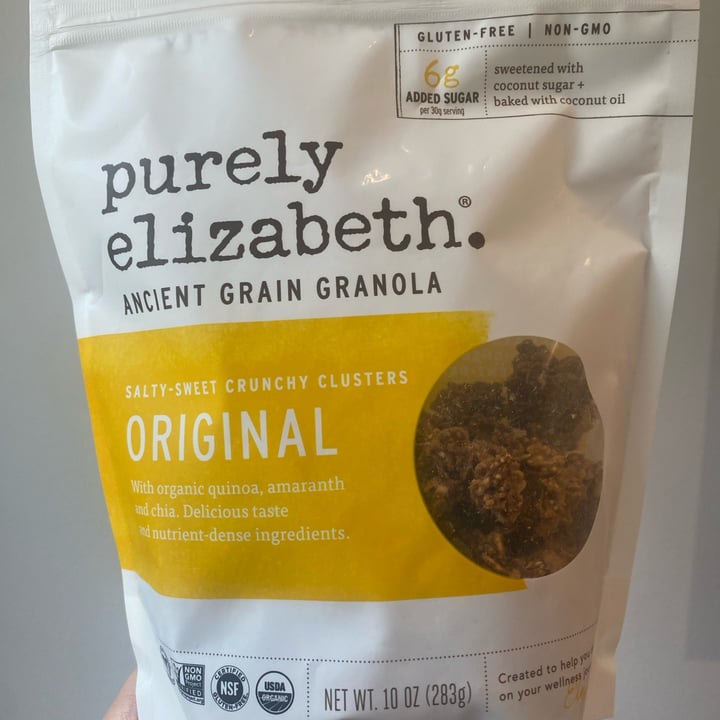 GLUTEN-FREE | NON-GMO
6g
ADDED SUGAR
per 30g serving
sweetened with
coconut sugar +
baked with coconut oil
purely
elizabeth.®
ANCIENT GRAIN GRANOLA
SALTY-SWEET CRUNCHY CLUSTERS
ORIGINAL
With organic quinoa, amaranth
and chia. Delicious taste
and nutrient-dense ingredients.
NON
GMO
Project
VERIFIED
CERTIFIED
NSF
GLUTEN-FREE
USDA
ORGANIC
NET WT. 10 OZ (283g)
Created to help you
on your wellness